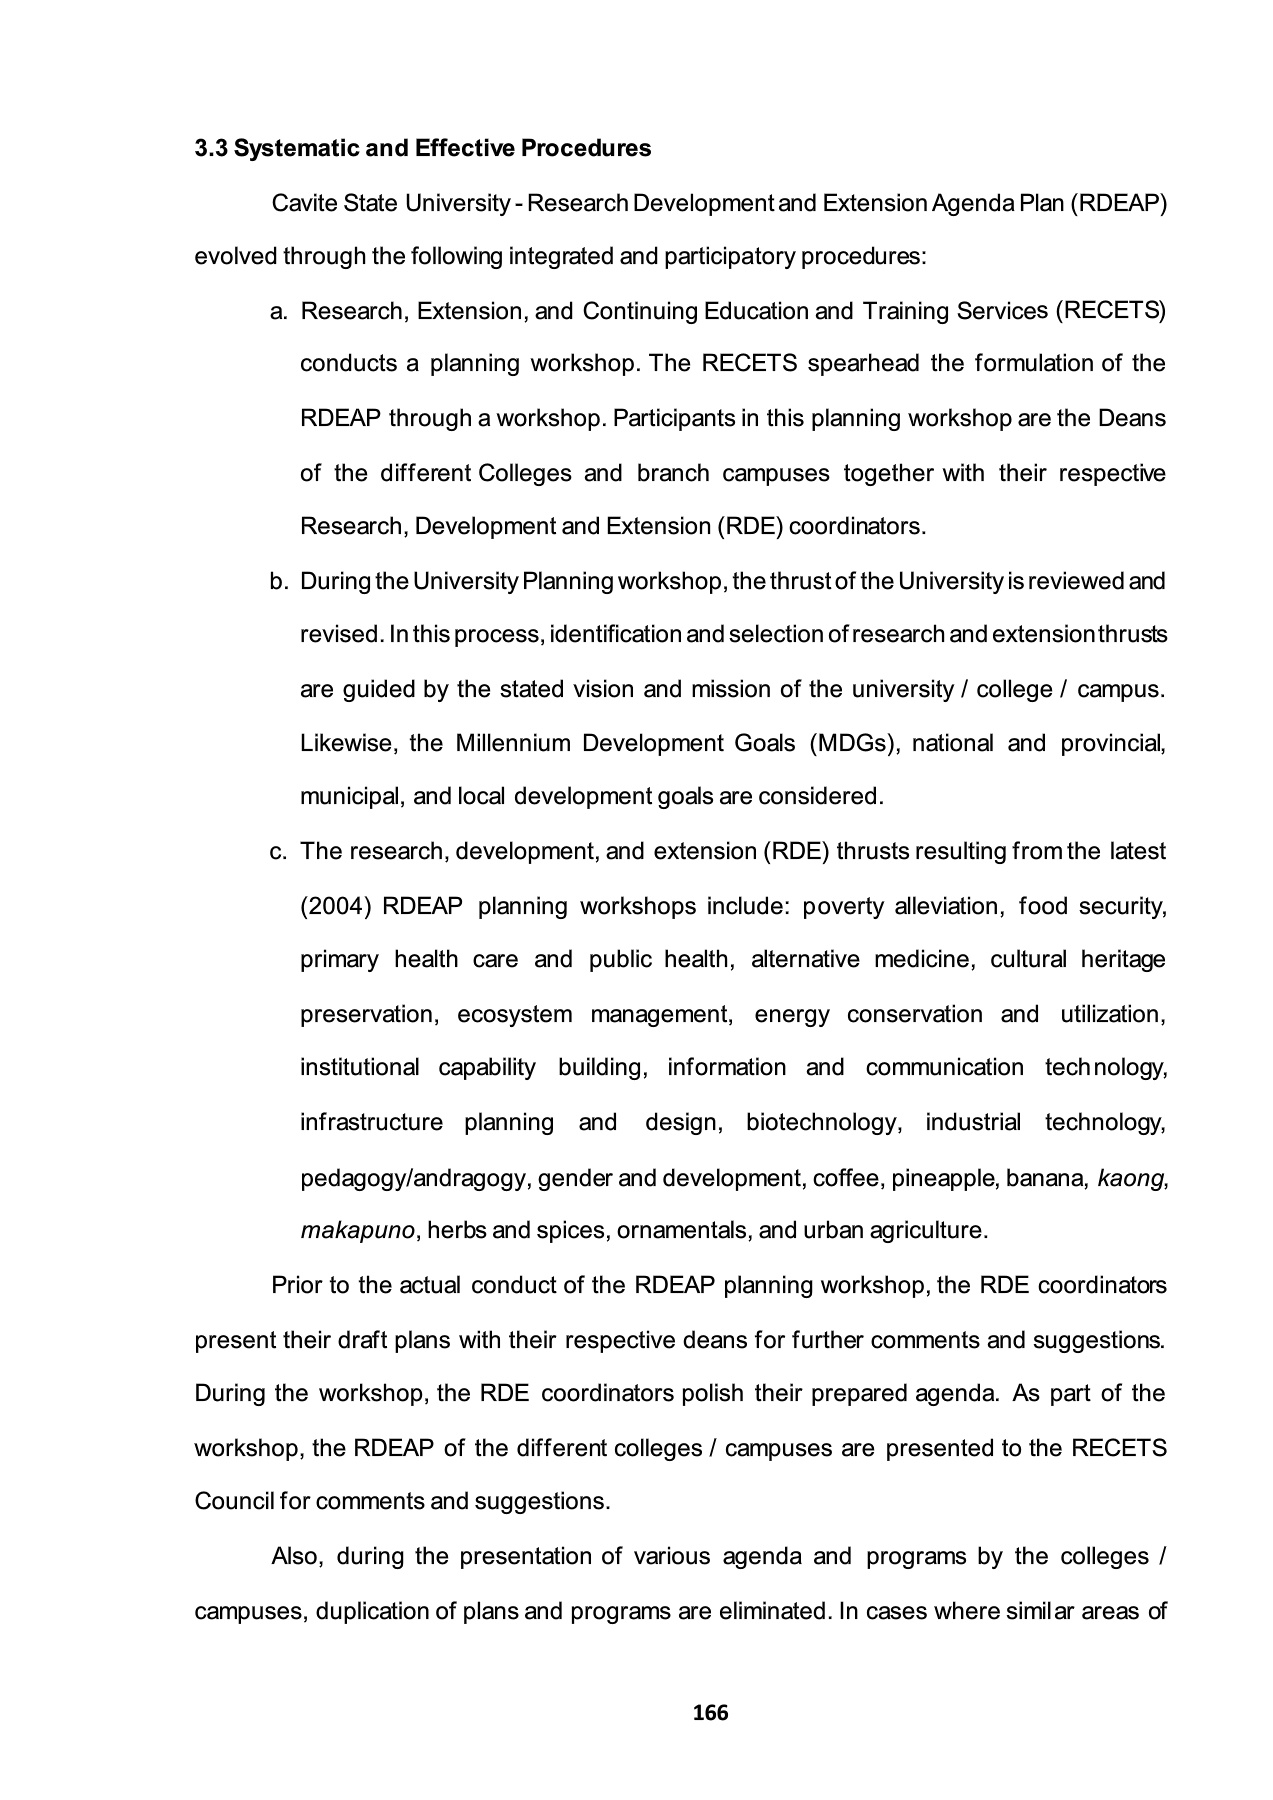 3.3 Systematic and Effective Procedures
Cavite State University - Research Development and Extension Agenda Plan (RDEAP)
evolved through the following integrated and participatory procedures:
a. Research, Extension, and Continuing Education and Training Services (RECETS)
conducts a planning workshop. The RECETS spearhead the formulation of the
RDEAP through a workshop. Participants in this planning workshop are the Deans
of the different Colleges and branch campuses together with their respective
Research, Development and Extension (RDE) coordinators.
b. During the University Planning workshop, the thrust of the University is reviewed and
revised. In this process, identification and selection of research and extension thrusts
are guided by the stated vision and mission of the university / college / campus.
Likewise, the Millennium Development Goals (MDGs), national and provincial,
municipal, and local development goals are considered.
c. The research, development, and extension (RDE) thrusts resulting from the latest
(2004) RDEAP planning workshops include: poverty alleviation, food security,
primary health care and public health, alternative medicine, cultural heritage
preservation, ecosystem management, energy conservation and utilization,
institutional capability building, information and communication technology,
infrastructure planning and design, biotechnology, industrial technology,
pedagogy/andragogy, gender and development, coffee, pineapple, banana, kaong,
makapuno, herbs and spices, ornamentals, and urban agriculture.
Prior to the actual conduct of the RDEAP planning workshop, the RDE coordinators
present their draft plans with their respective deans for further comments and suggestions.
During the workshop, the RDE coordinators polish their prepared agenda. As part of the
workshop, the RDEAP of the different colleges / campuses are presented to the RECETS
Council for comments and suggestions.
Also, during the presentation of various agenda and programs by the colleges /
campuses, duplication of plans and programs are eliminated. In cases where similar areas of
166